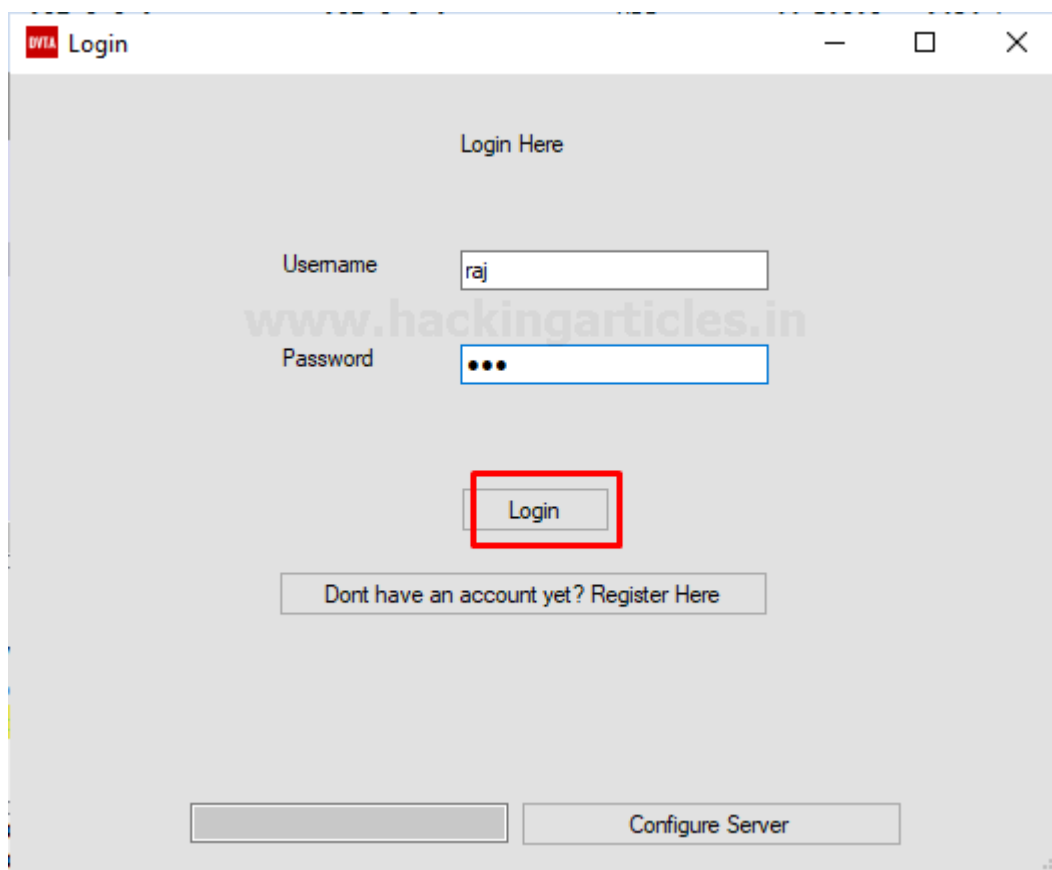 DVTA Login
Login Here
Username raj
www.hackingarticles.in
Password •••
Login
Dont have an account yet? Register Here
Configure Server